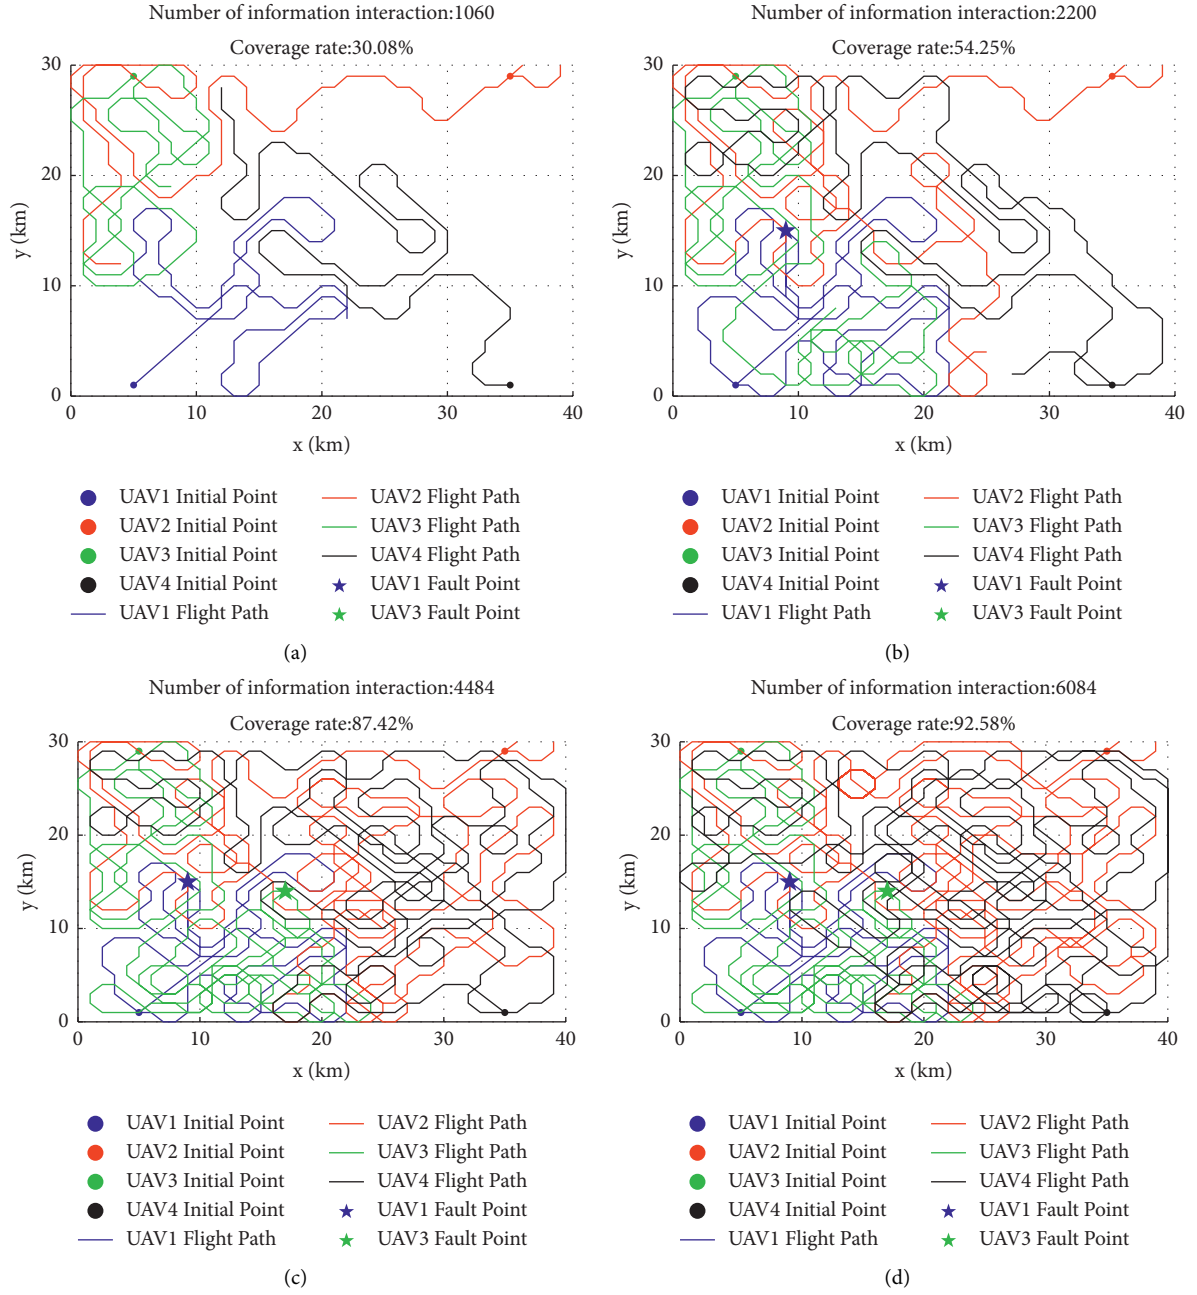 Number of information interaction:1060
Coverage rate:30.08%
30
20
10
0
y (km)
0 10 20 30 40
x (km)
UAV1 Initial Point
UAV2 Initial Point
UAV3 Initial Point
UAV4 Initial Point
UAV1 Flight Path
UAV2 Flight Path
UAV3 Flight Path
UAV4 Flight Path
UAV1 Fault Point
UAV3 Fault Point
(a)
Number of information interaction:2200
Coverage rate:54.25%
30
20
10
0
y (km)
0 10 20 30 40
x (km)
UAV1 Initial Point
UAV2 Initial Point
UAV3 Initial Point
UAV4 Initial Point
UAV1 Flight Path
UAV2 Flight Path
UAV3 Flight Path
UAV4 Flight Path
UAV1 Fault Point
UAV3 Fault Point
(b)
Number of information interaction:4484
Coverage rate:87.42%
30
20
10
0
y (km)
0 10 20 30 40
x (km)
UAV1 Initial Point
UAV2 Initial Point
UAV3 Initial Point
UAV4 Initial Point
UAV1 Flight Path
UAV2 Flight Path
UAV3 Flight Path
UAV4 Flight Path
UAV1 Fault Point
UAV3 Fault Point
(c)
Number of information interaction:6084
Coverage rate:92.58%
30
20
10
0
y (km)
0 10 20 30 40
x (km)
UAV1 Initial Point
UAV2 Initial Point
UAV3 Initial Point
UAV4 Initial Point
UAV1 Flight Path
UAV2 Flight Path
UAV3 Flight Path
UAV4 Flight Path
UAV1 Fault Point
UAV3 Fault Point
(d)